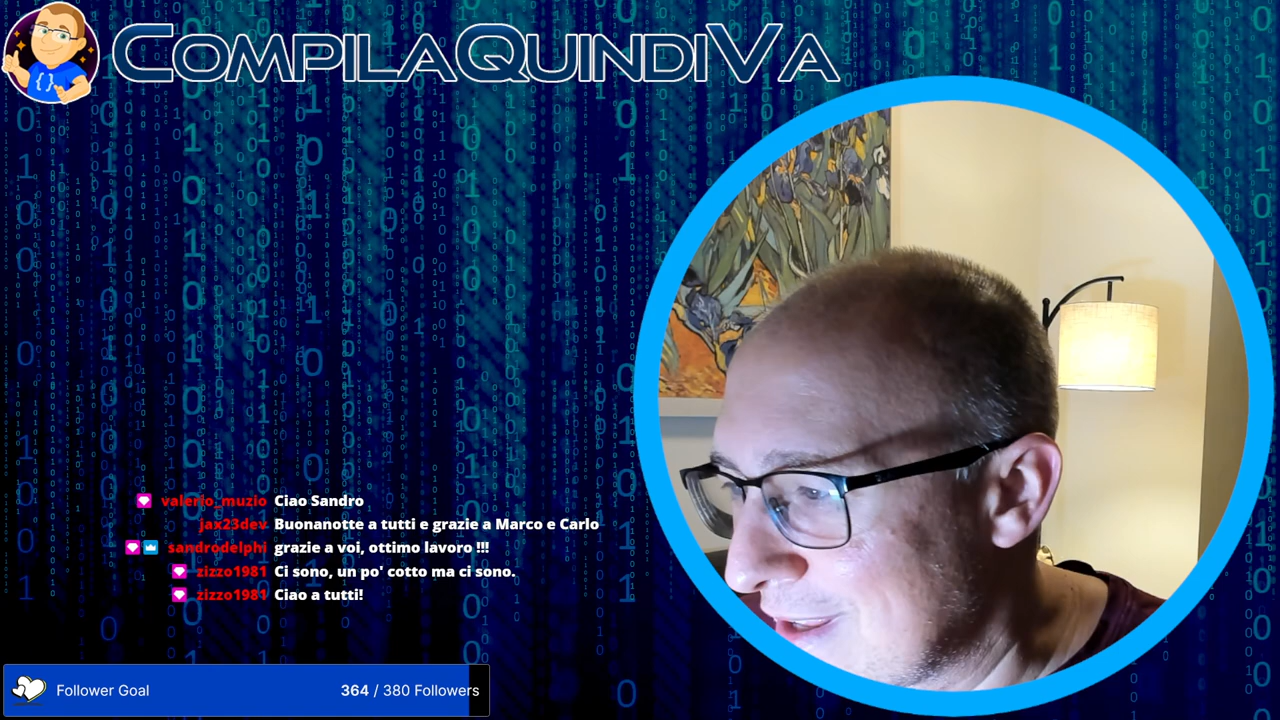 COMPILAQUINDIVA
valerio_muzio Ciao Sandro
jax23dev Buonanotte a tutti e grazie a Marco e Carlo
sandrodelphi grazie a voi, ottimo lavoro !!!
zizzo1981 Ci sono, un po' cotto ma ci sono.
zizzo1981 Ciao a tutti!
Follower Goal 364 / 380 Followers